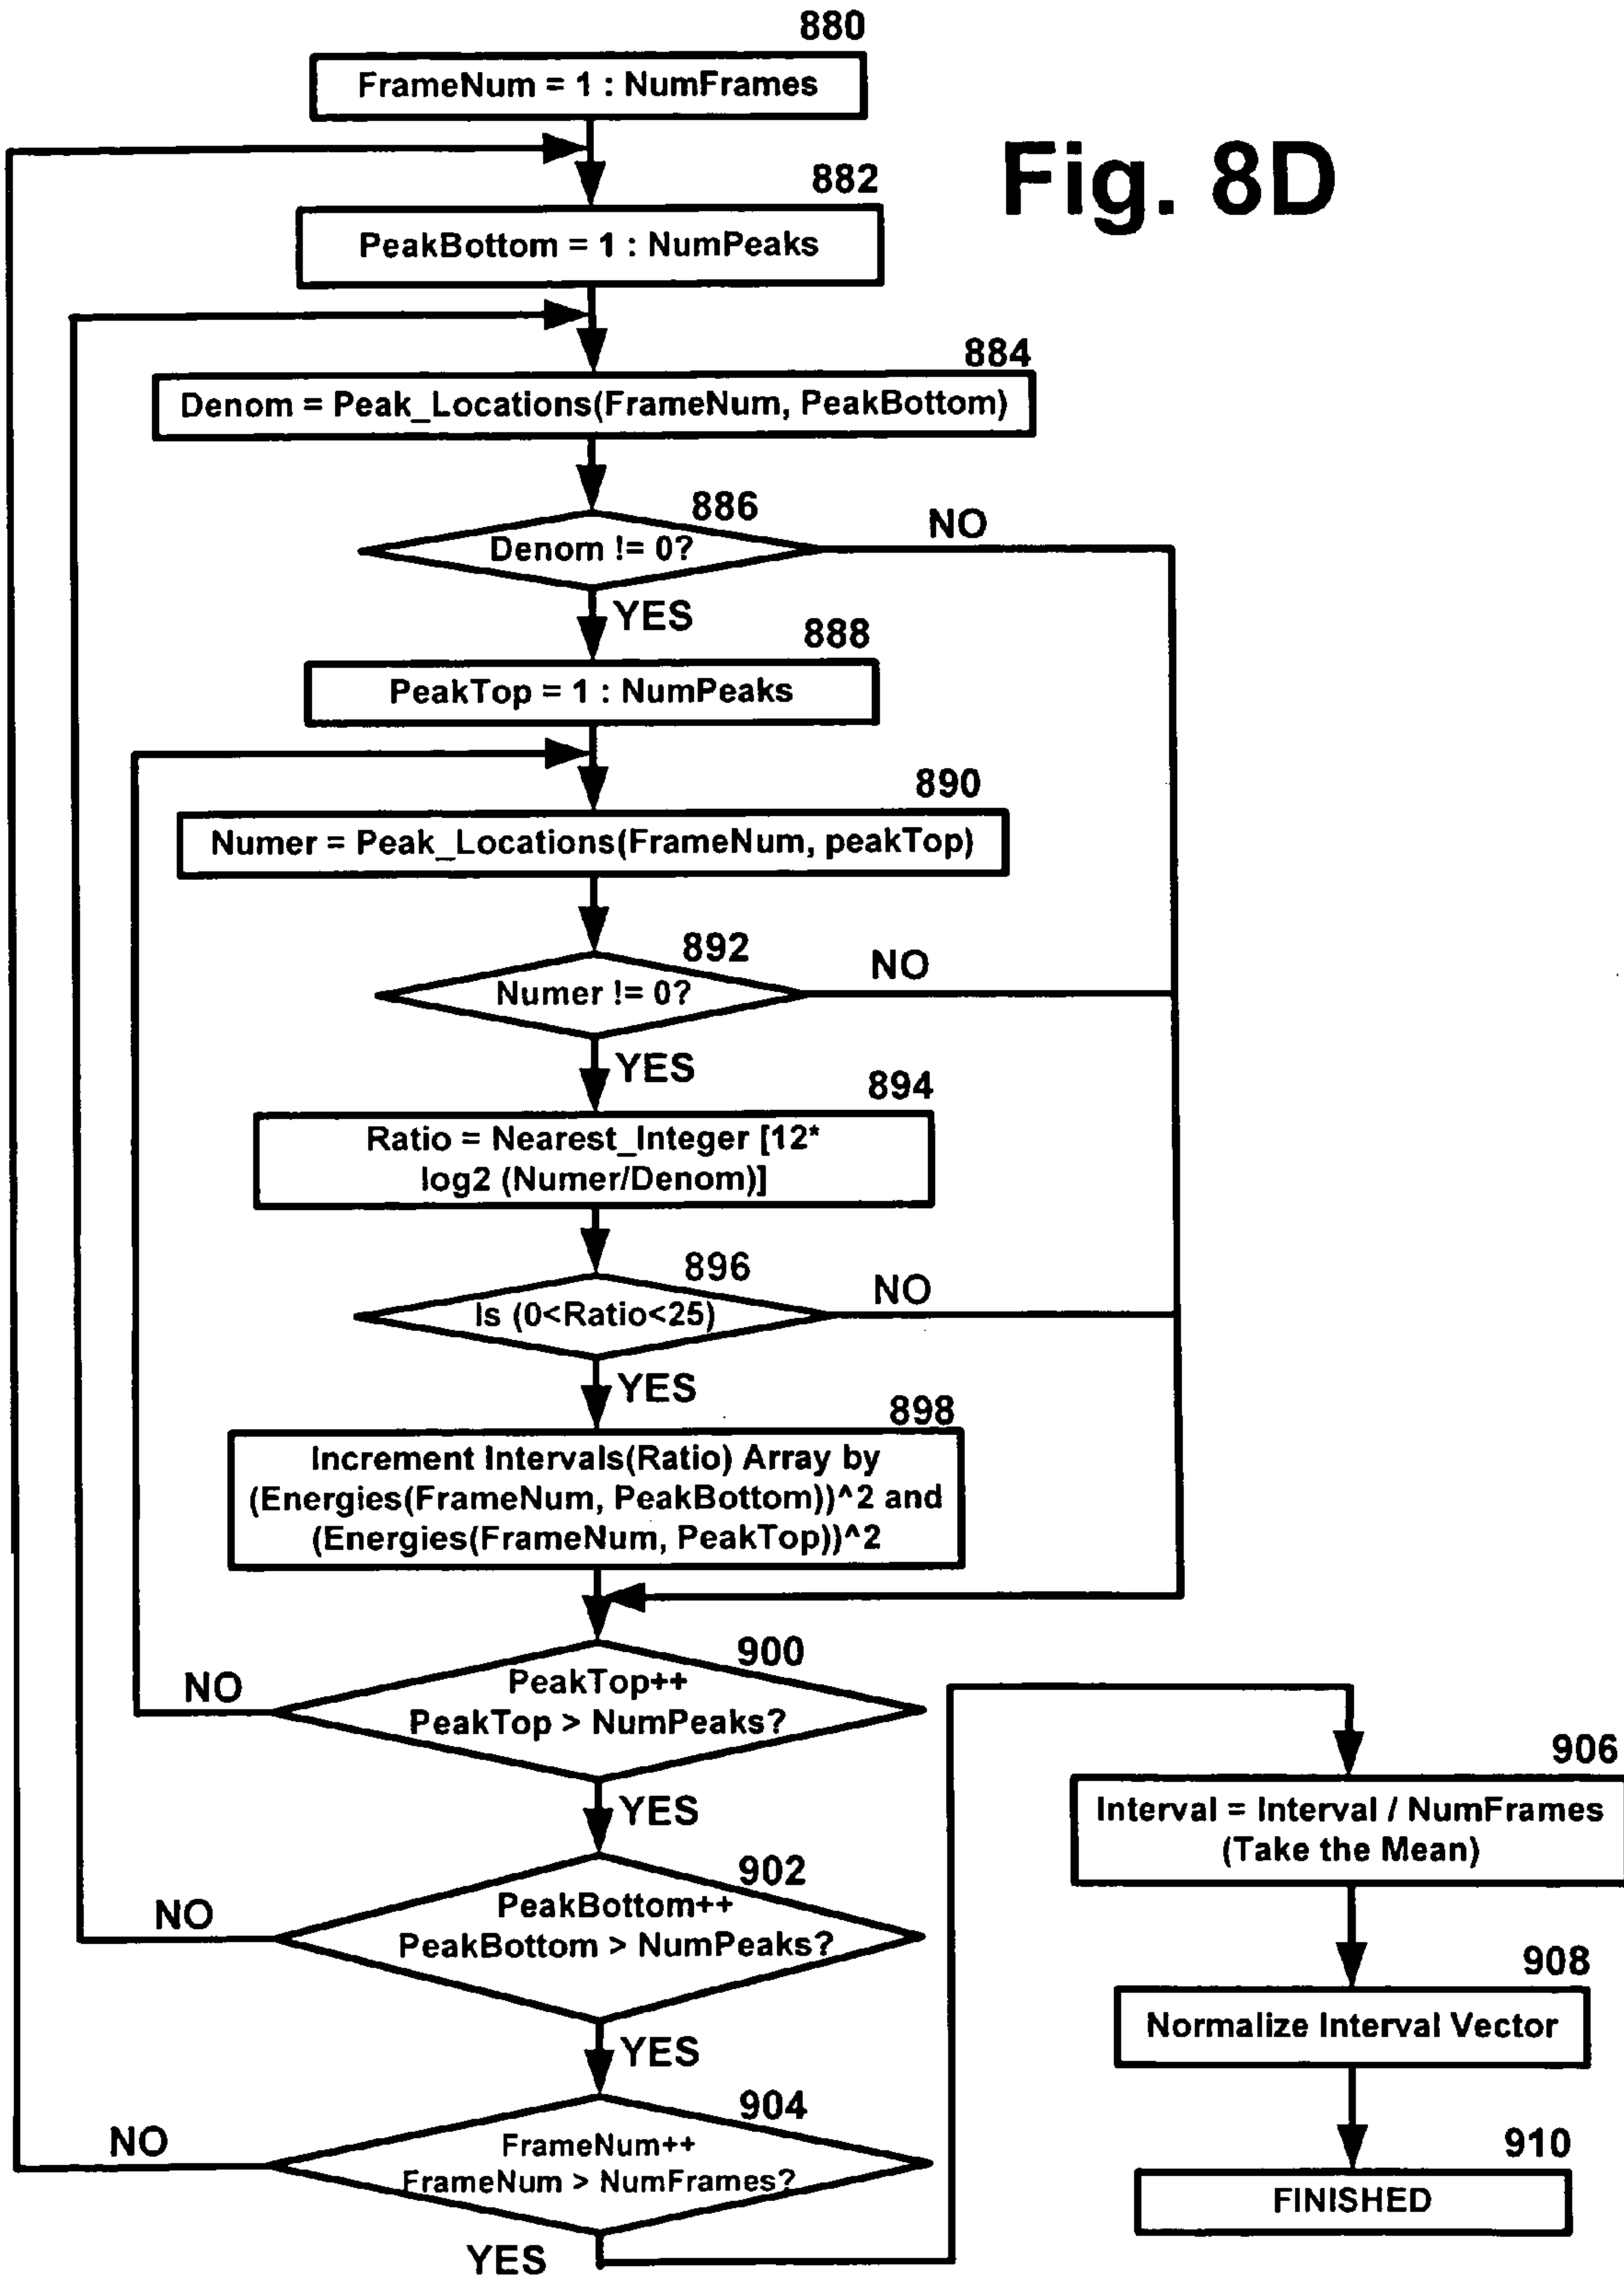 880
FrameNum = 1 : NumFrames
Fig. 8D
882
PeakBottom = 1 : NumPeaks
884
Denom = Peak_Locations(FrameNum, PeakBottom)
886
NO
Denom != 0?
YES
888
PeakTop = 1 : NumPeaks
890
Numer = Peak_Locations(FrameNum, peakTop)
892
NO
Numer != 0?
YES
894
Ratio = Nearest_Integer [12*
log2 (Numer/Denom)]
896
NO
Is (0<Ratio<25)
YES
898
Increment Intervals(Ratio) Array by
(Energies(FrameNum, PeakBottom))^2 and
(Energies(FrameNum, PeakTop))^2
900
NO
PeakTop++
PeakTop > NumPeaks?
YES
902
NO
PeakBottom++
PeakBottom > NumPeaks?
YES
904
NO
FrameNum++
FrameNum > NumFrames?
YES
906
Interval = Interval / NumFrames
(Take the Mean)
908
Normalize Interval Vector
910
FINISHED